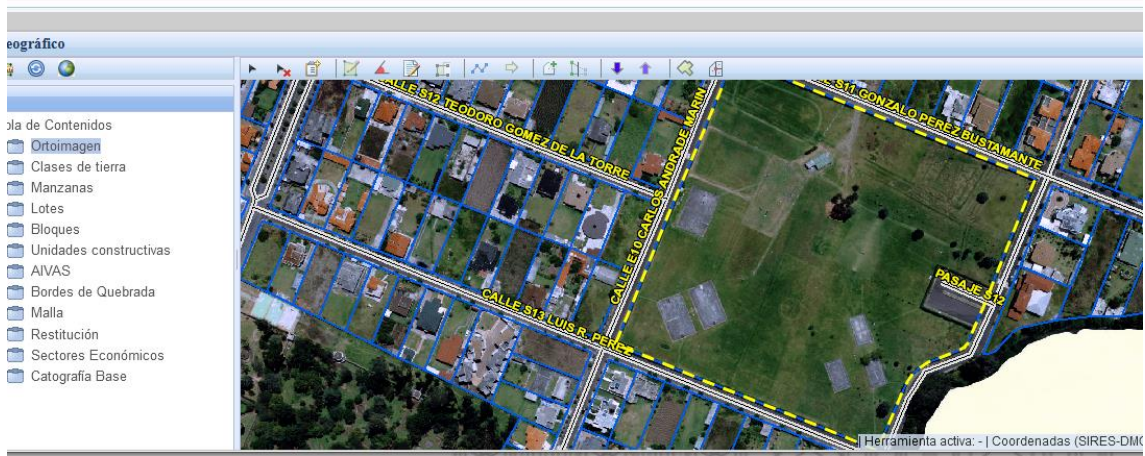 eográfico
bla de Contenidos
Ortoimagen
Clases de tierra
Manzanas
Lotes
Bloques
Unidades constructivas
AIVAS
Bordes de Quebrada
Malla
Restitución
Sectores Económicos
Catografía Base
CALLE S12 TEODORO GOMEZ DE LA TORRE
CALLE E10 CARLOS ANDRADE MARIN
E S11 GONZALO PEREZ BUSTAMANTE
PASAJE S12
CALLE S13 LUIS R. PEREZ
| Herramienta activa: - | Coordenadas (SIRES-DMQ